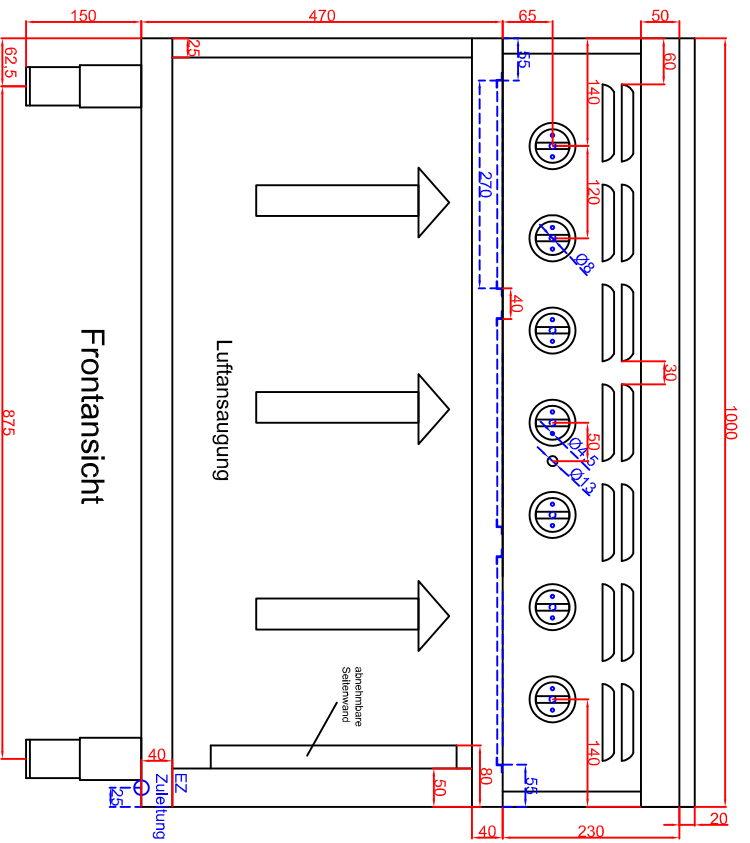 150
470
65
50
62,5
25
55
60
140
270
120
Ø8
40
30
1000
Luftansaugung
Frontansicht
875
50
Ø4.5
Ø13
abnehmbare
Seitenwand
140
40
80
50
55
EZ
Zuleitung
25
40
230
20